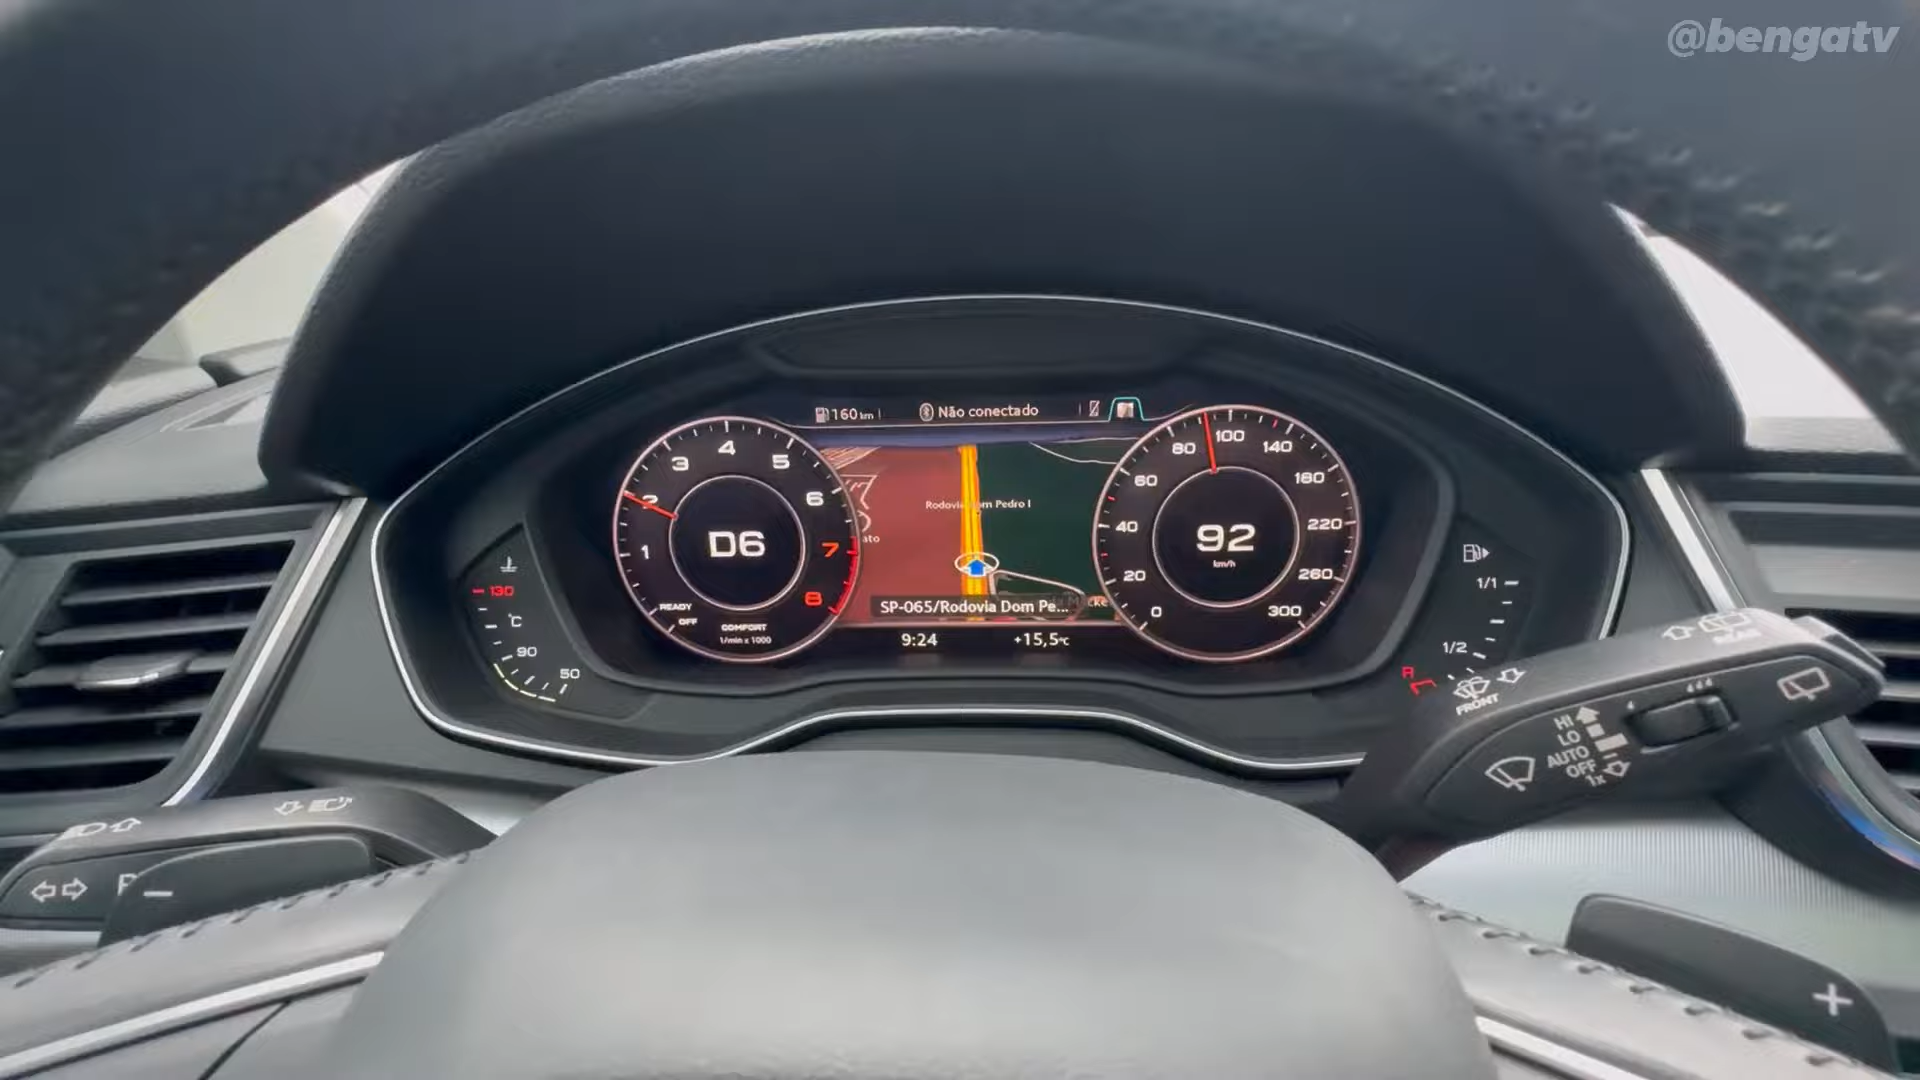 @bengatv
160 km
Não conectado
1
2
3
4
5
6
7
8
D6
READY
OFF
COMFORT
1/min x 1000
Rodovia Dom Pedro I
SP-065/Rodovia Dom Pe...
9:24
+15,5°C
0
20
40
60
80
100
140
180
220
260
300
92
km/h
130
°C
90
50
1/1
1/2
R
REAR
FRONT
HI
LO
AUTO
OFF
1x
−
+